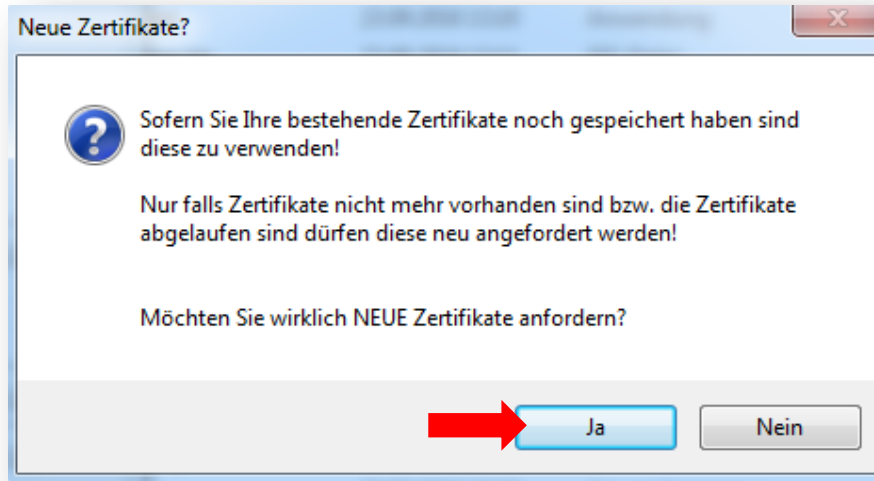 Neue Zertifikate?
Sofern Sie Ihre bestehende Zertifikate noch gespeichert haben sind
diese zu verwenden!
Nur falls Zertifikate nicht mehr vorhanden sind bzw. die Zertifikate
abgelaufen sind dürfen diese neu angefordert werden!
Möchten Sie wirklich NEUE Zertifikate anfordern?
Ja Nein